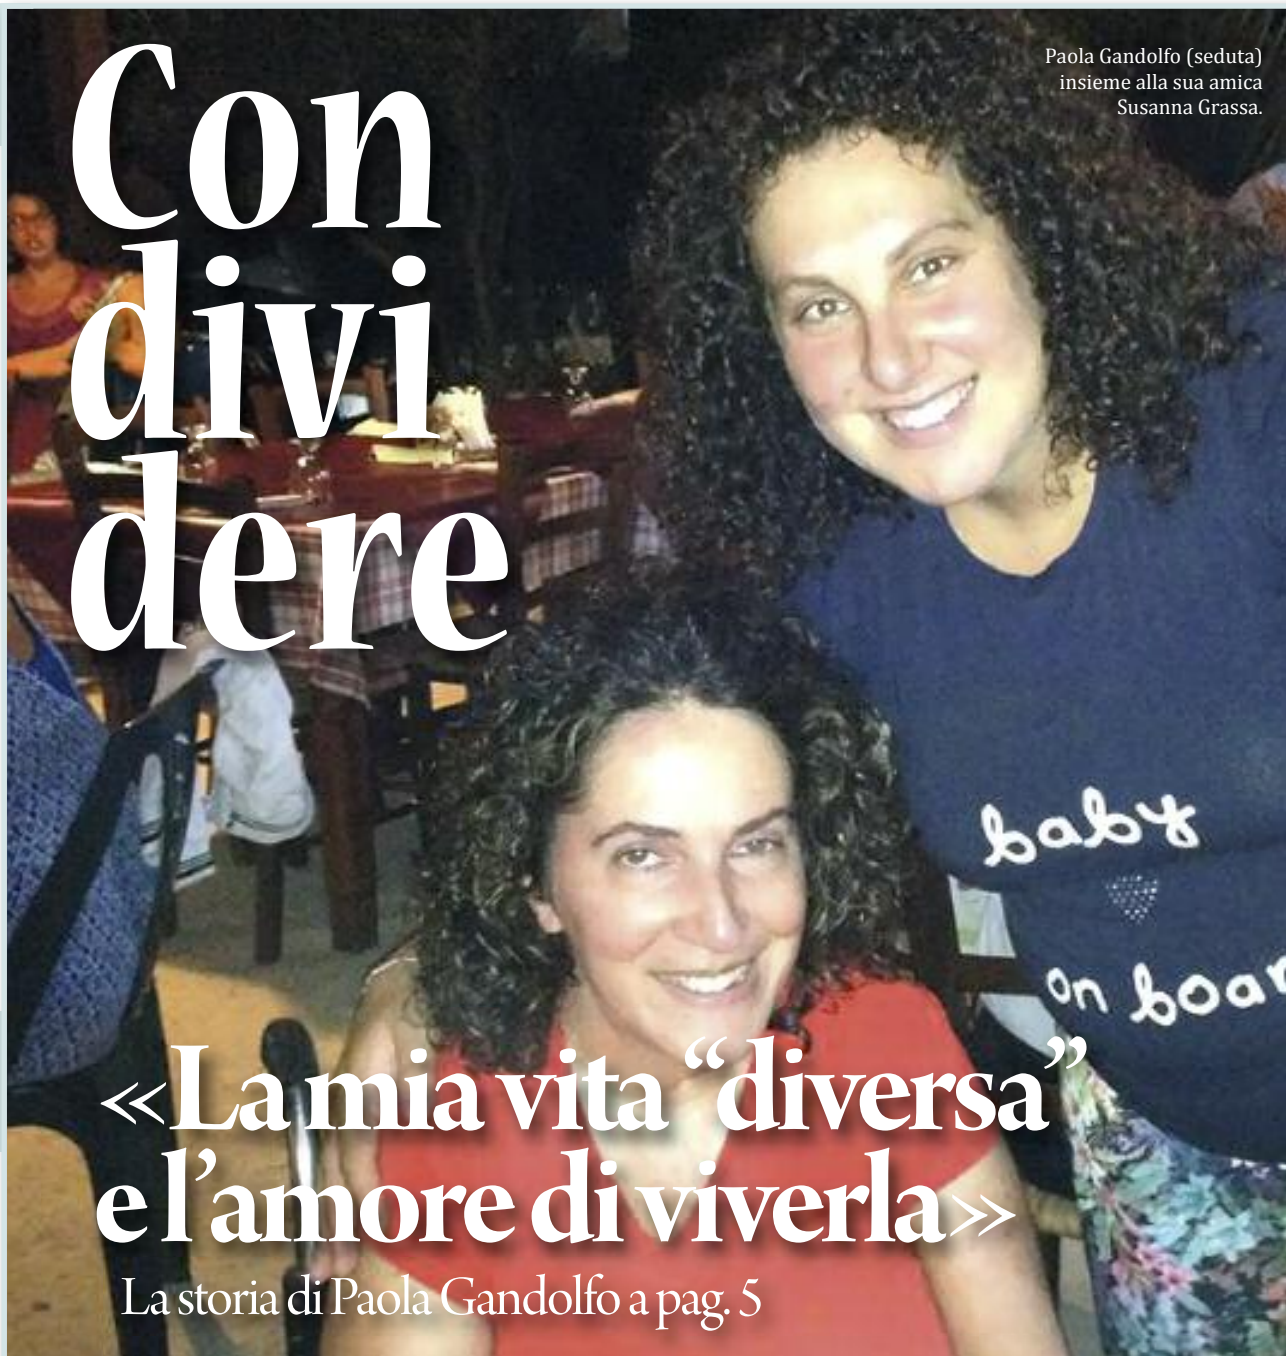 Con
divi
dere
Paola Gandolfo (seduta)
insieme alla sua amica
Susanna Grassa.
baby
on boar
«La mia vita “diversa”
e l’amore di viverla»
La storia di Paola Gandolfo a pag. 5